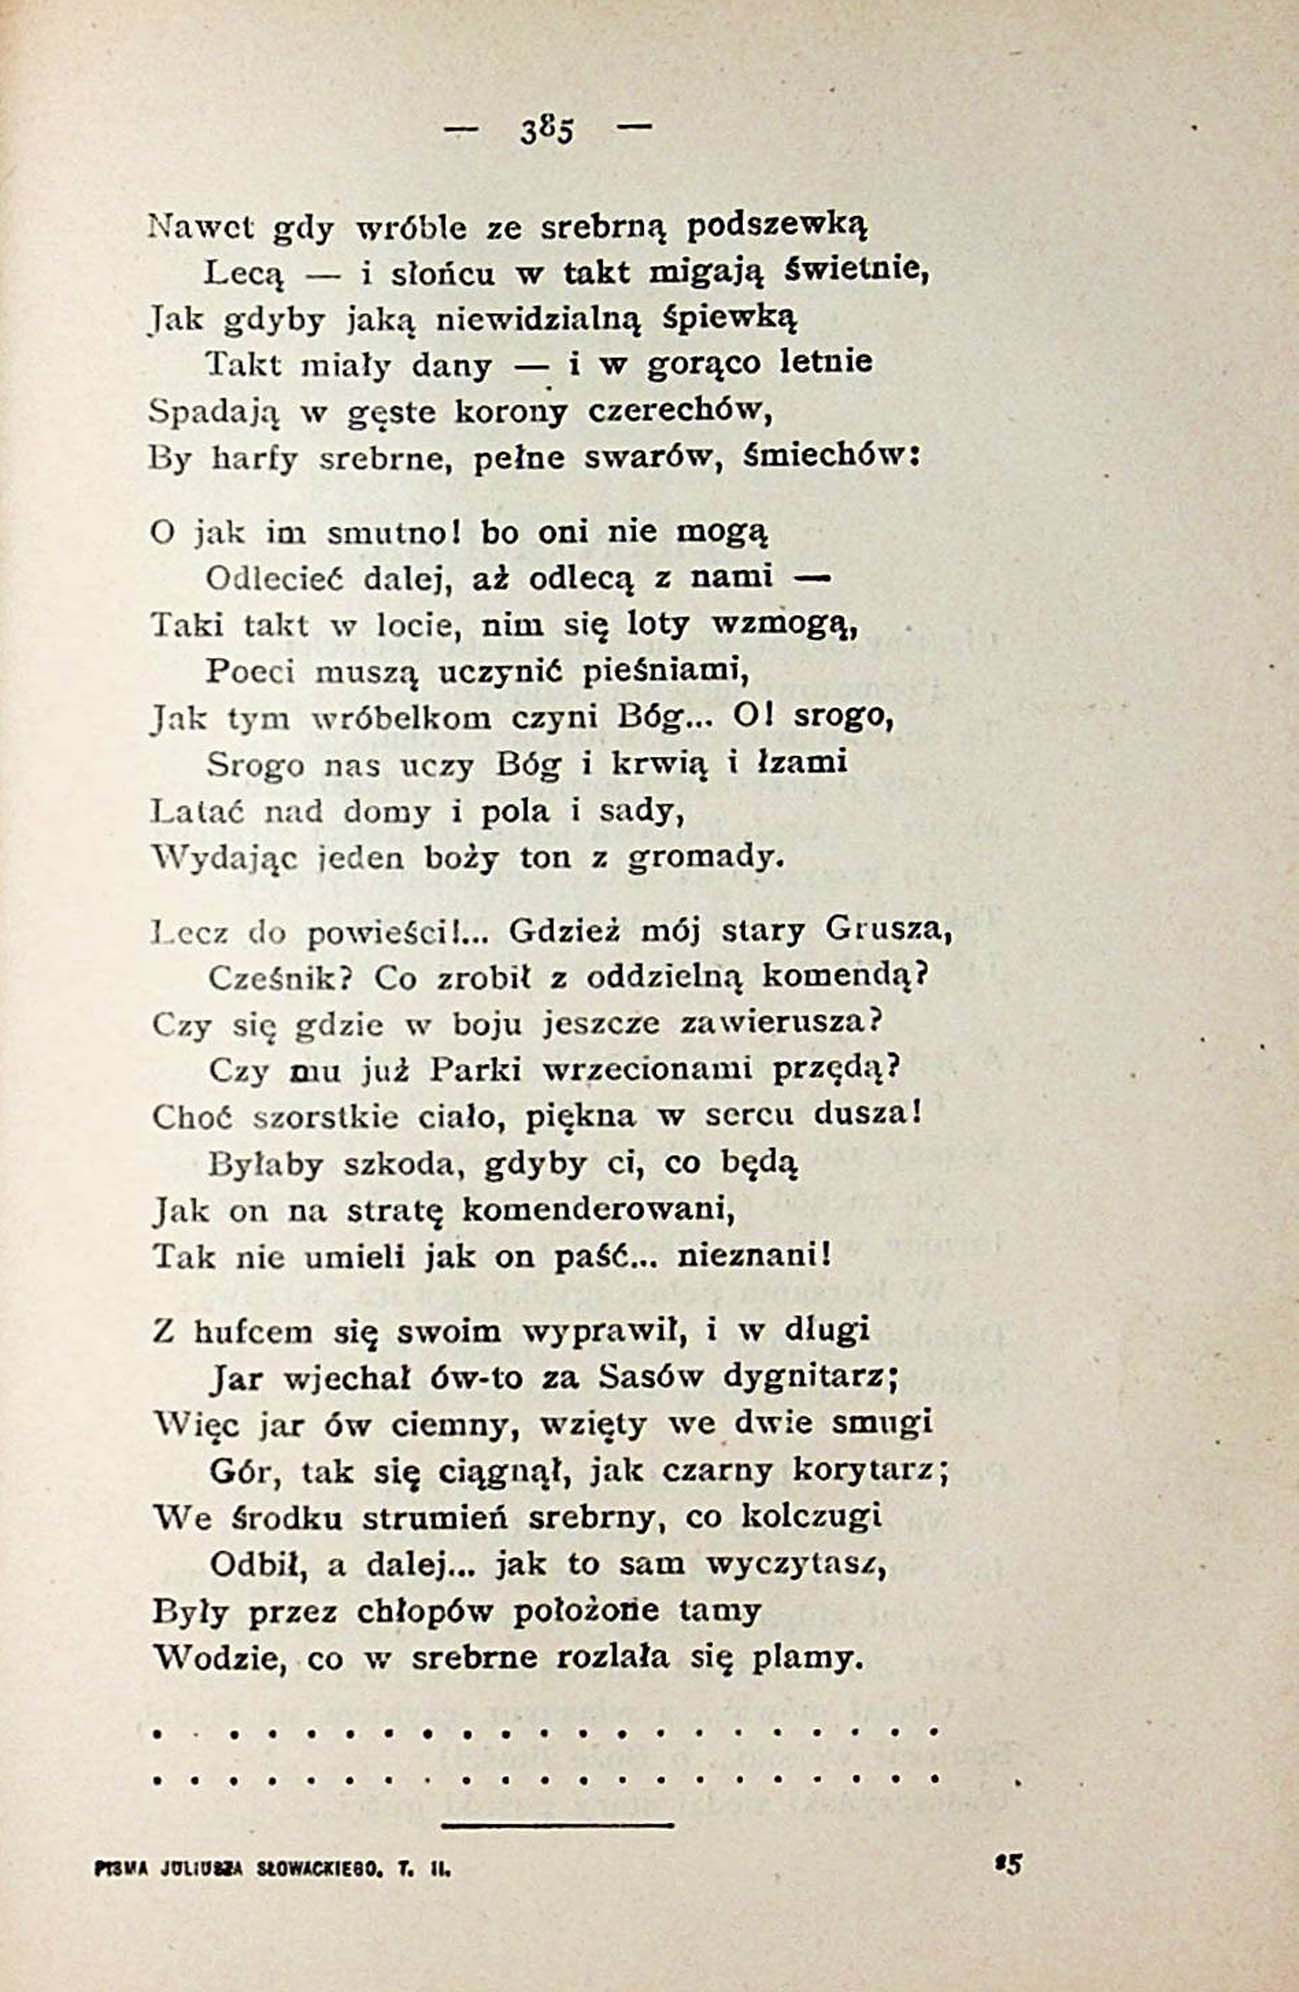 — 385 —
Nawet gdy wróble ze srebrną podszewką
Lecą — i słońcu w takt migają świetnie,
Jak gdyby jaką niewidzialną śpiewką
Takt miały dany — i w gorąco letnie
Spadają w gęste korony czerechów,
By harfy srebrne, pełne swarów, śmiechów:
O jak im smutno! bo oni nie mogą
Odlecieć dalej, aż odlecą z nami —
Taki takt w locie, nim się loty wzmogą,
Poeci muszą uczynić pieśniami,
Jak tym wróbelkom czyni Bóg... O! srogo,
Srogo nas uczy Bóg i krwią i łzami
Latać nad domy i pola i sady,
Wydając jeden boży ton z gromady.
Lecz do powieści!... Gdzież mój stary Grusza,
Cześnik? Co zrobił z oddzielną komendą?
Czy się gdzie w boju jeszcze zawierusza?
Czy mu już Parki wrzecionami przędą?
Choć szorstkie ciało, piękna w sercu dusza!
Byłaby szkoda, gdyby ci, co będą
Jak on na stratę komenderowani,
Tak nie umieli jak on paść... nieznani!
Z hufcem się swoim wyprawił, i w długi
Jar wjechał ów-to za Sasów dygnitarz;
Więc jar ów ciemny, wzięty we dwie smugi
Gór, tak się ciągnął, jak czarny korytarz;
We środku strumień srebrny, co kolczugi
Odbił, a dalej... jak to sam wyczytasz,
Były przez chłopów położone tamy
Wodzie, co w srebrne rozlała się plamy.
. . . . . . . . . . . . . . . . . . . . .
. . . . . . . . . . . . . . . . . . . . .
PISMA JULIUSZA SŁOWACKIEGO. T. II. 25